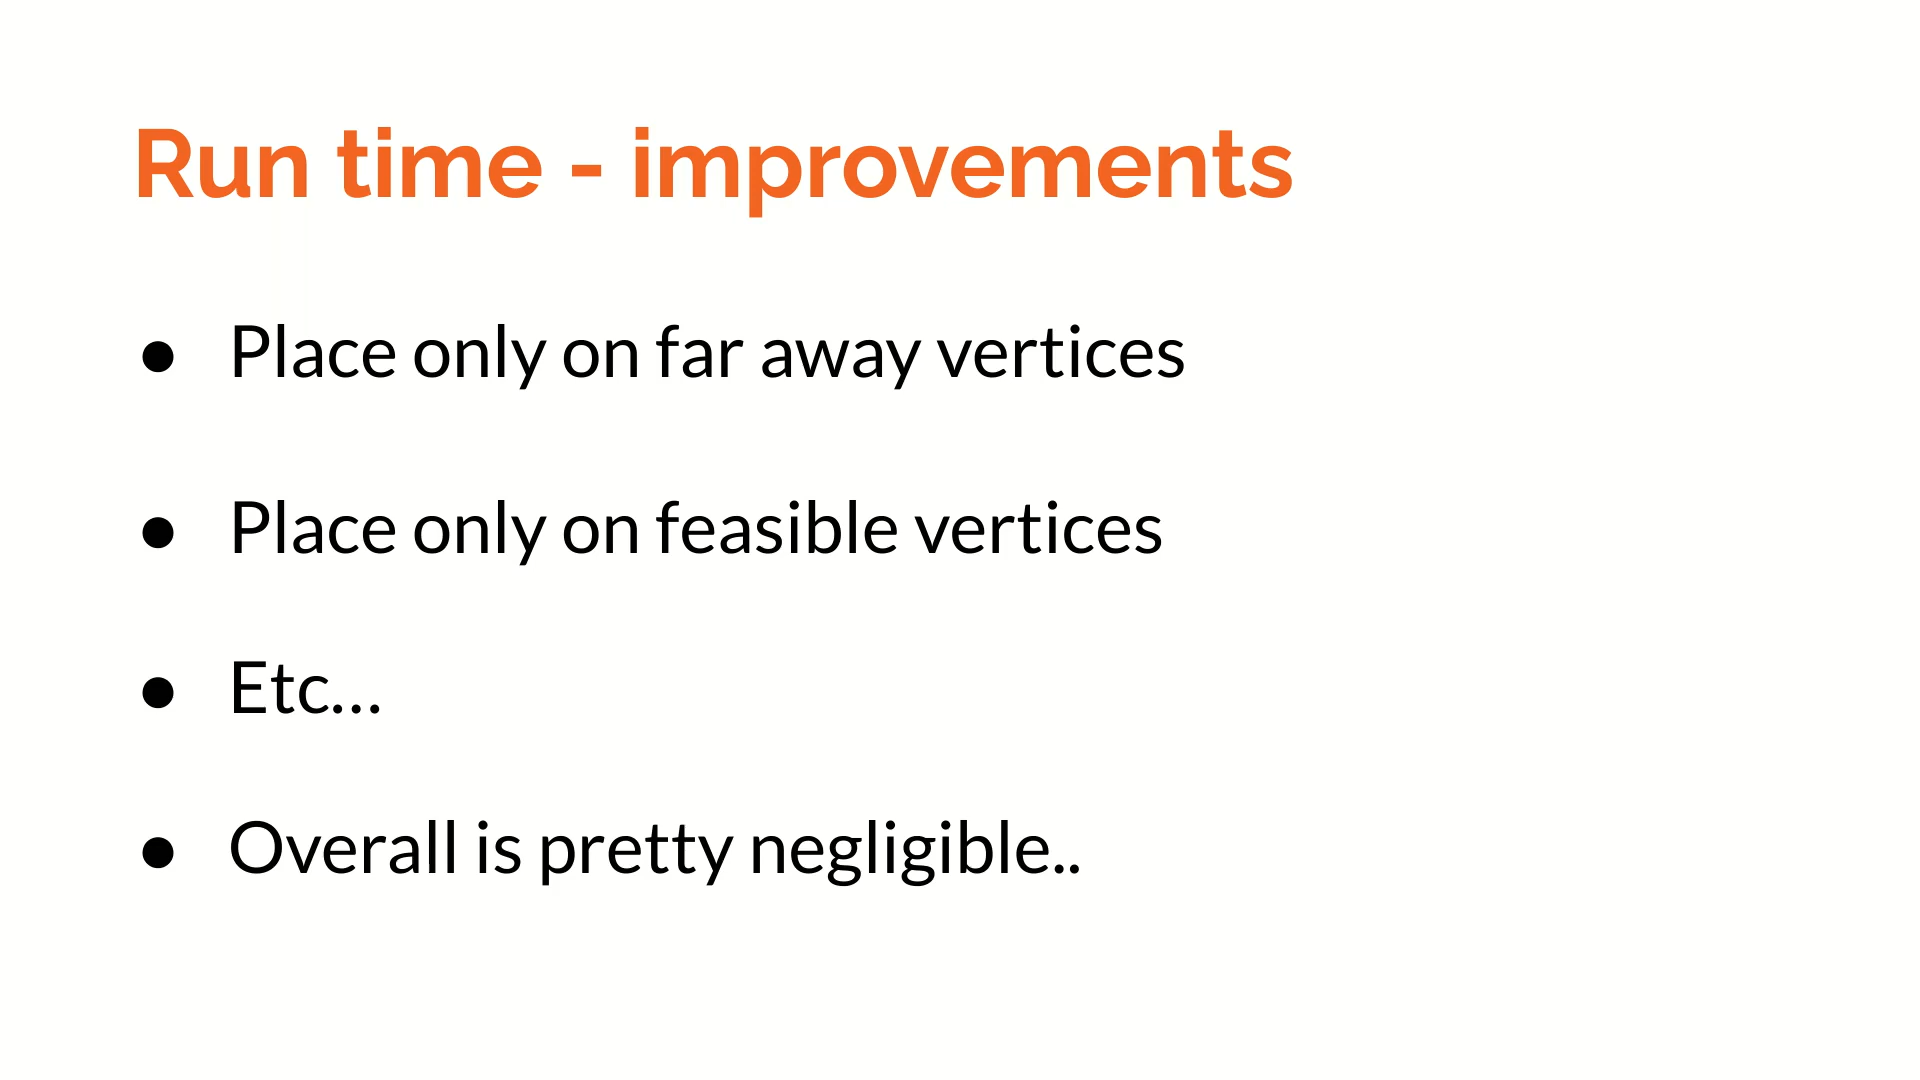 Run time - improvements
● Place only on far away vertices
● Place only on feasible vertices
● Etc...
● Overall is pretty negligible..